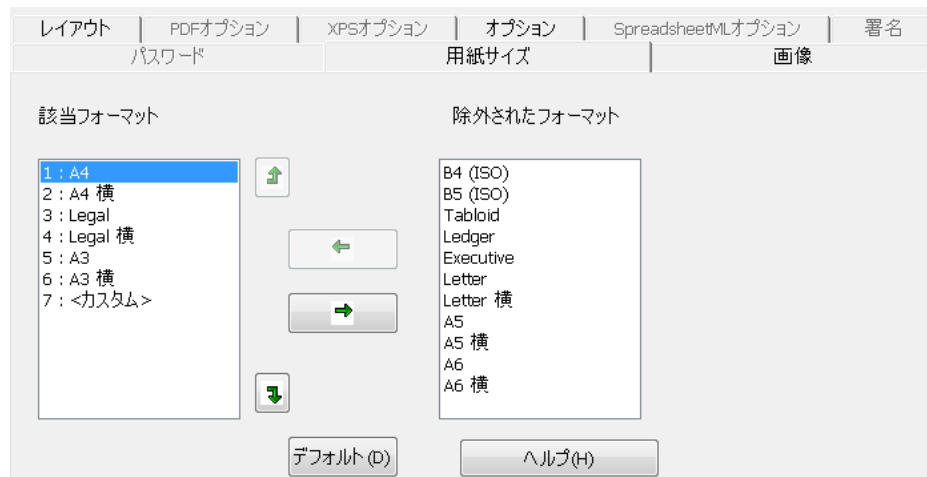 レイアウト PDFオプション XPSオプション オプション SpreadsheetMLオプション 署名
パスワード 用紙サイズ 画像
該当フォーマット 除外されたフォーマット
1 : A4
2 : A4 横
3 : Legal
4 : Legal 横
5 : A3
6 : A3 横
7 : <カスタム>
B4 (ISO)
B5 (ISO)
Tabloid
Ledger
Executive
Letter
Letter 横
A5
A5 横
A6
A6 横
デフォルト(D) ヘルプ(H)